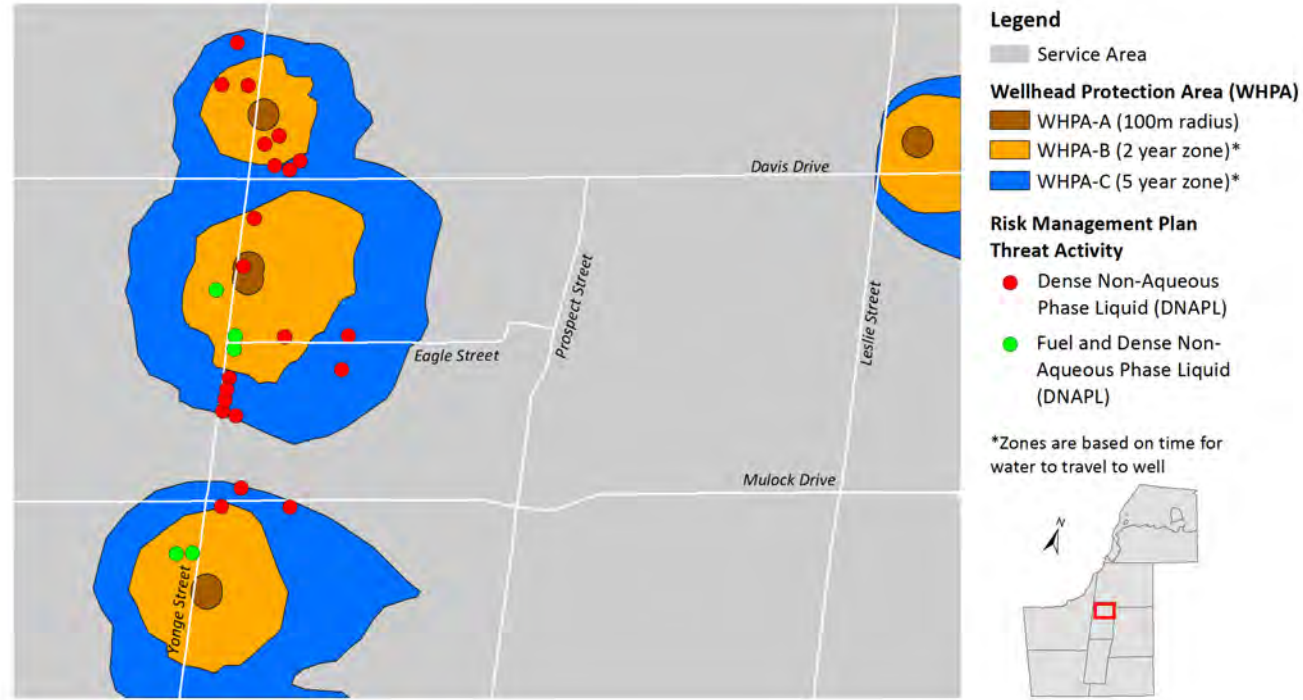 Davis Drive
Prospect Street
Leslie Street
Eagle Street
Mulock Drive
Yonge Street
Legend
Service Area
Wellhead Protection Area (WHPA)
WHPA-A (100m radius)
WHPA-B (2 year zone)*
WHPA-C (5 year zone)*
Risk Management Plan
Threat Activity
Dense Non-Aqueous
Phase Liquid (DNAPL)
Fuel and Dense Non-
Aqueous Phase Liquid
(DNAPL)
*Zones are based on time for
water to travel to well
N